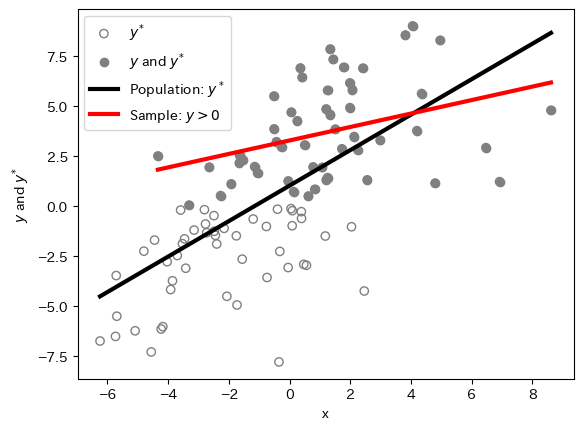 y*
y and y*
Population: y*
Sample: y > 0
y and y*
7.5
5.0
2.5
0.0
−2.5
−5.0
−7.5
−6
−4
−2
0
2
4
6
8
x